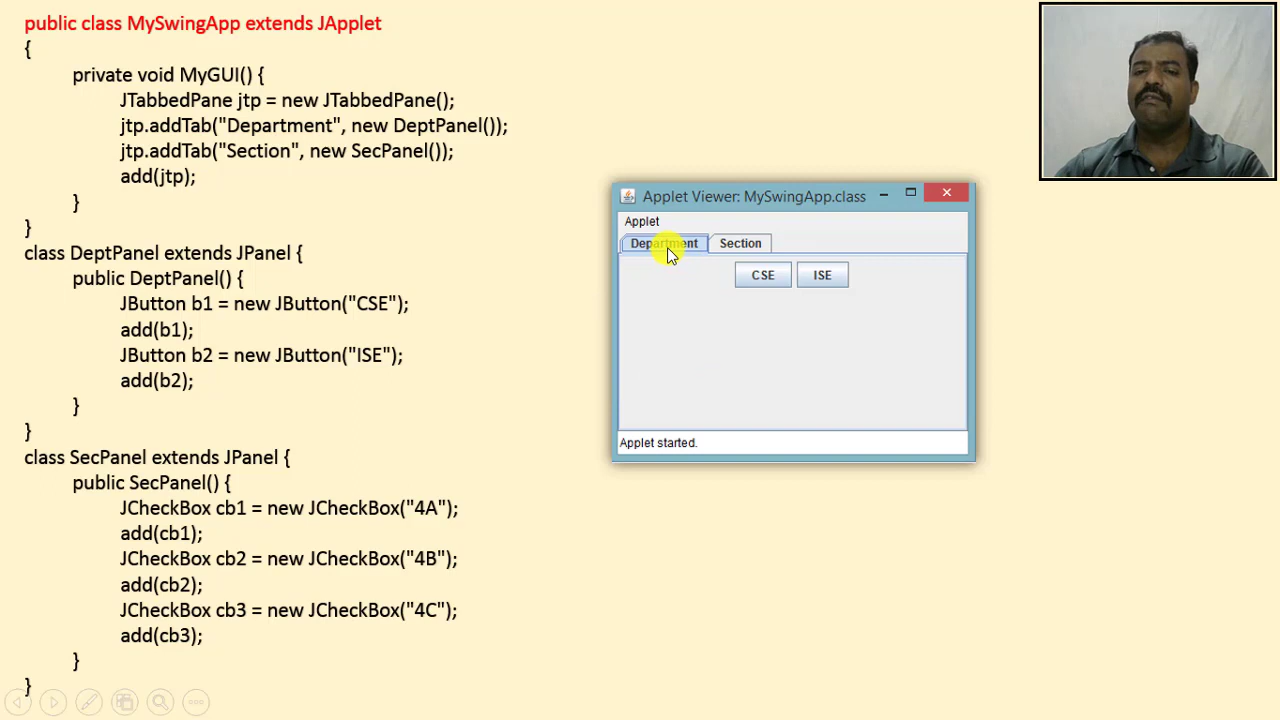 public class MySwingApp extends JApplet
{
private void MyGUI() {
JTabbedPane jtp = new JTabbedPane();
jtp.addTab("Department", new DeptPanel());
jtp.addTab("Section", new SecPanel());
add(jtp);
}
}
class DeptPanel extends JPanel {
public DeptPanel() {
JButton b1 = new JButton("CSE");
add(b1);
JButton b2 = new JButton("ISE");
add(b2);
}
}
class SecPanel extends JPanel {
public SecPanel() {
JCheckBox cb1 = new JCheckBox("4A");
add(cb1);
JCheckBox cb2 = new JCheckBox("4B");
add(cb2);
JCheckBox cb3 = new JCheckBox("4C");
add(cb3);
}
}
Applet Viewer: MySwingApp.class
Applet
Department Section
CSE ISE
Applet started.